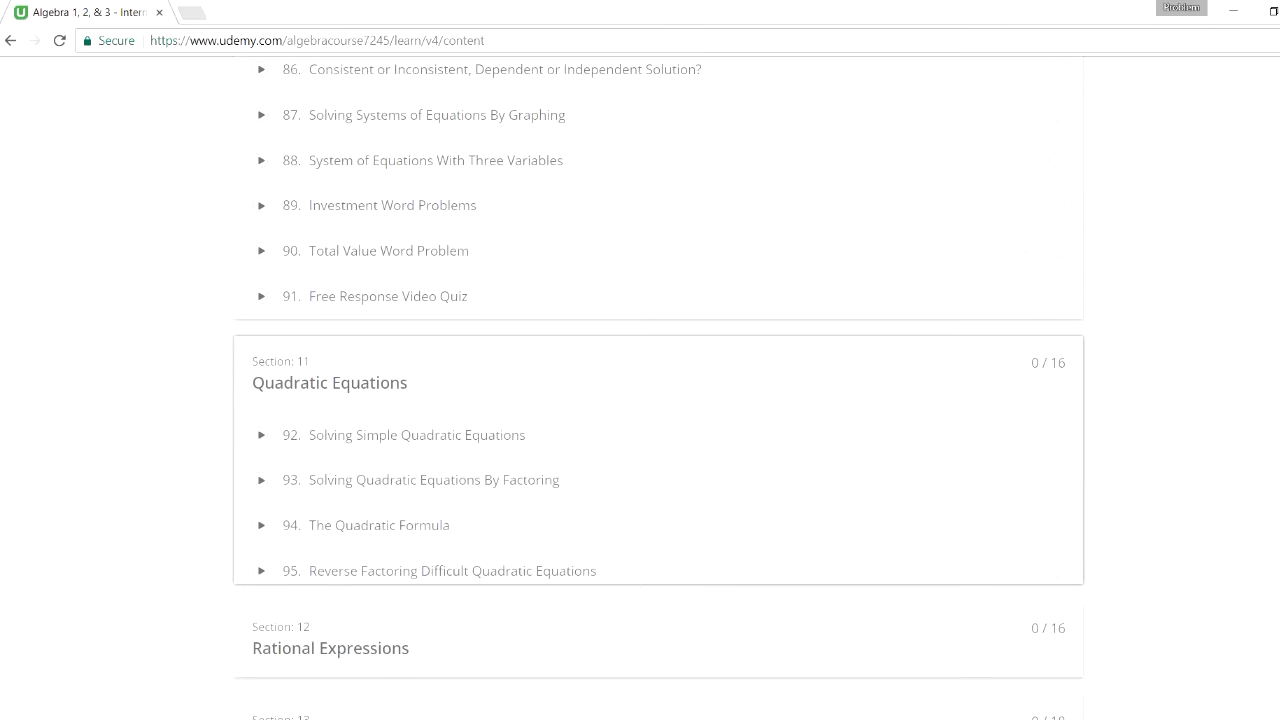 Algebra 1, 2, & 3 - Intern
Problem
Secure
https://www.udemy.com/algebracourse7245/learn/v4/content
86. Consistent or Inconsistent, Dependent or Independent Solution?
87. Solving Systems of Equations By Graphing
88. System of Equations With Three Variables
89. Investment Word Problems
90. Total Value Word Problem
91. Free Response Video Quiz
Section: 11
0 / 16
Quadratic Equations
92. Solving Simple Quadratic Equations
93. Solving Quadratic Equations By Factoring
94. The Quadratic Formula
95. Reverse Factoring Difficult Quadratic Equations
Section: 12
0 / 16
Rational Expressions
Section: 13